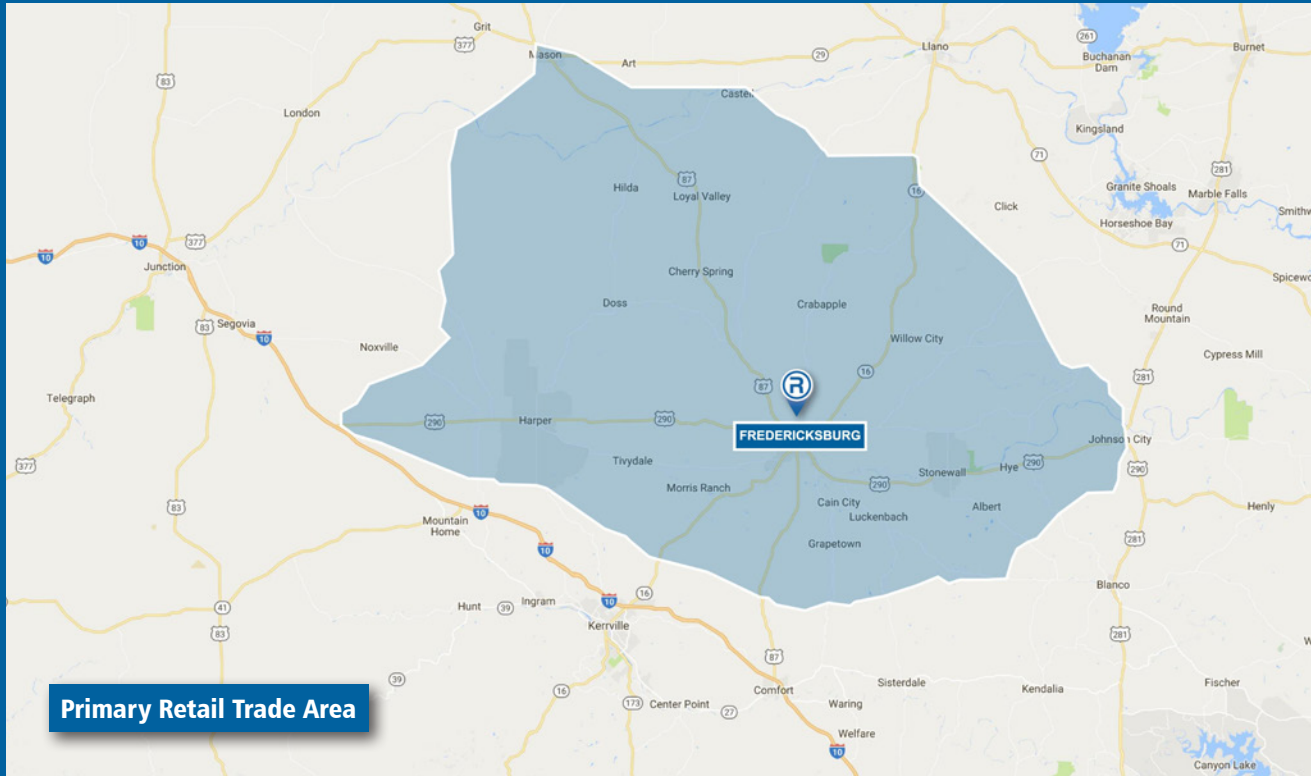 Grit
377
Mason
Art
29
Llano
261
Buchanan
Dam
Burnet
83
London
Castell
Kingsland
71
281
Hilda
87
Loyal Valley
16
Click
Granite Shoals
Marble Falls
Horseshoe Bay
Smithw
71
10
10
377
Junction
Cherry Spring
Spicewo
Doss
Crabapple
Round
Mountain
83
Segovia
10
Noxville
Willow City
Cypress Mill
87
R
16
281
Telegraph
290
Harper
290
FREDERICKSBURG
Johnson City
377
Tivydale
Stonewall
Hye
290
290
Morris Ranch
290
83
Cain City
Luckenbach
Albert
Henly
Mountain
Home
10
10
Grapetown
281
16
Blanco
41
Hunt
39
Ingram
10
83
Kerrville
281
W
87
39
16
173
Center Point
27
Comfort
Sisterdale
Waring
Kendalia
Fischer
Primary Retail Trade Area
Welfare
10
Canyon Lake